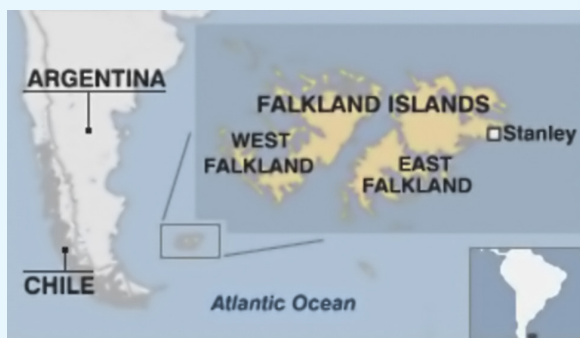 ARGENTINA
FALKLAND ISLANDS
WEST
FALKLAND
Stanley
EAST
FALKLAND
CHILE
Atlantic Ocean